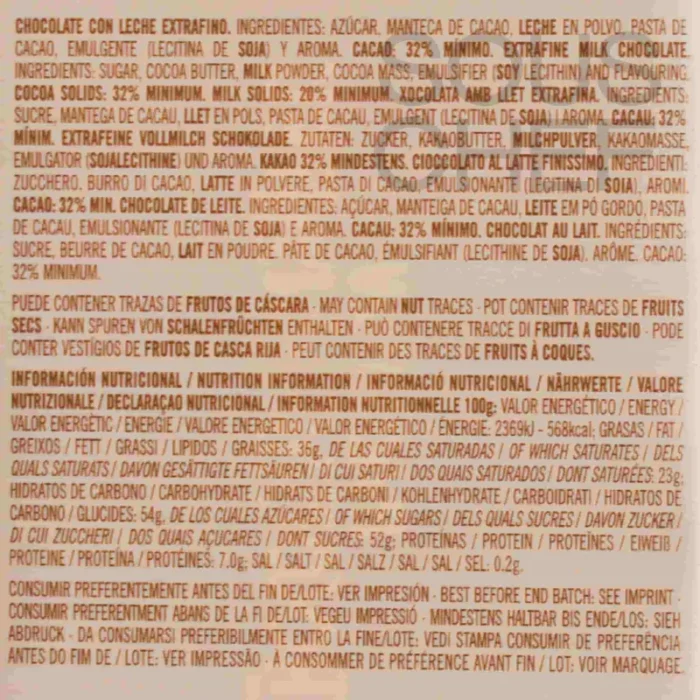 CHOCOLATE CON LECHE EXTRAFINO. INGREDIENTES: AZÚCAR, MANTECA DE CACAO, LECHE EN POLVO, PASTA DE
CACAO, EMULGENTE (LECITINA DE SOJA) Y AROMA. CACAO: 32% MÍNIMO. EXTRAFINE MILK CHOCOLATE.
INGREDIENTS: SUGAR, COCOA BUTTER, MILK POWDER, COCOA MASS, EMULSIFIER (SOY LECITHIN) AND FLAVOURING.
COCOA SOLIDS: 32% MINIMUM. MILK SOLIDS: 20% MINIMUM. XOCOLATA AMB LLET EXTRAFINA. INGREDIENTS:
SUCRE, MANTEGA DE CACAU, LLET EN POLS, PASTA DE CACAU, EMULGENT (LECITINA DE SOJA) I AROMA. CACAU: 32%
MÍNIM. EXTRAFEINE VOLLMILCH SCHOKOLADE. ZUTATEN: ZUCKER, KAKAOBUTTER, MILCHPULVER, KAKAOMASSE,
EMULGATOR (SOJALECITHINE) UND AROMA. KAKAO 32% MINDESTENS. CIOCCOLATO AL LATTE FINISSIMO. INGREDIENTI:
ZUCCHERO. BURRO DI CACAO, LATTE IN POLVERE, PASTA DI CACAO, EMULSIONANTE (LECITINA DI SOIA), AROMI.
CACAO: 32% MIN. CHOCOLATE DE LEITE. INGREDIENTES: AÇÚCAR, MANTEIGA DE CACAU, LEITE EM PÓ GORDO, PASTA
DE CACAU, EMULSIONANTE (LECITINA DE SOJA) E AROMA. CACAU: 32% MÍNIMO. CHOCOLAT AU LAIT. INGRÉDIENTS:
SUCRE, BEURRE DE CACAO, LAIT EN POUDRE. PÂTE DE CACAO, ÉMULSIFIANT (LECITHINE DE SOJA). ARÔME. CACAO:
32% MINIMUM.
PUEDE CONTENER TRAZAS DE FRUTOS DE CÁSCARA · MAY CONTAIN NUT TRACES · POT CONTENIR TRACES DE FRUITS
SECS · KANN SPUREN VON SCHALENFRÜCHTEN ENTHALTEN · PUÒ CONTENERE TRACCE DI FRUTTA A GUSCIO · PODE
CONTER VESTÍGIOS DE FRUTOS DE CASCA RIJA · PEUT CONTENIR DES TRACES DE FRUITS À COQUES.
INFORMACIÓN NUTRICIONAL / NUTRITION INFORMATION / INFORMACIÓ NUTRICIONAL / NÄHRWERTE / VALORE
NUTRIZIONALE / DECLARAÇAO NUTRICIONAL / INFORMATION NUTRITIONNELLE 100g: VALOR ENERGÉTICO / ENERGY /
VALOR ENERGÈTIC / ENERGIE / VALORE ENERGETICO / VALOR ENERGÉTICO / ÉNERGIE: 2369kJ - 568kcal; GRASAS / FAT /
GREIXOS / FETT / GRASSI / LIPIDOS / GRAISSES: 36g, DE LAS CUALES SATURADAS / OF WHICH SATURATES / DELS
QUALS SATURATS / DAVON GESÄTTIGTE FETTSÄUREN / DI CUI SATURI / DOS QUAIS SATURADOS / DONT SATURÉES: 23g;
HIDRATOS DE CARBONO / CARBOHYDRATE / HIDRATS DE CARBONI / KOHLENHYDRATE / CARBOIDRATI / HIDRATOS DE
CARBONO / GLUCIDES: 54g, DE LOS CUALES AZÚCARES / OF WHICH SUGARS / DELS QUALS SUCRES / DAVON ZUCKER /
DI CUI ZUCCHERI / DOS QUAIS AÇUCARES / DONT SUCRES: 52g; PROTEÍNAS / PROTEIN / PROTEÏNES / EIWEIß /
PROTEINE / PROTEÍNA / PROTÉINES: 7.0g; SAL / SALT / SAL / SALZ / SAL / SAL / SEL: 0.2g.
CONSUMIR PREFERENTEMENTE ANTES DEL FIN DE/LOTE: VER IMPRESIÓN · BEST BEFORE END BATCH: SEE IMPRINT ·
CONSUMIR PREFERENTMENT ABANS DE LA FI DE/LOT: VEGEU IMPRESSIÓ · MINDESTENS HALTBAR BIS ENDE/LOS: SIEH
ABDRUCK · DA CONSUMARSI PREFERIBILMENTE ENTRO LA FINE/LOTE: VEDI STAMPA CONSUMIR DE PREFERÊNCIA
ANTES DO FIM DE / LOTE: VER IMPRESSÃO · À CONSOMMER DE PRÉFÉRENCE AVANT FIN / LOT: VOIR MARQUAGE.
SOUS
CHEF